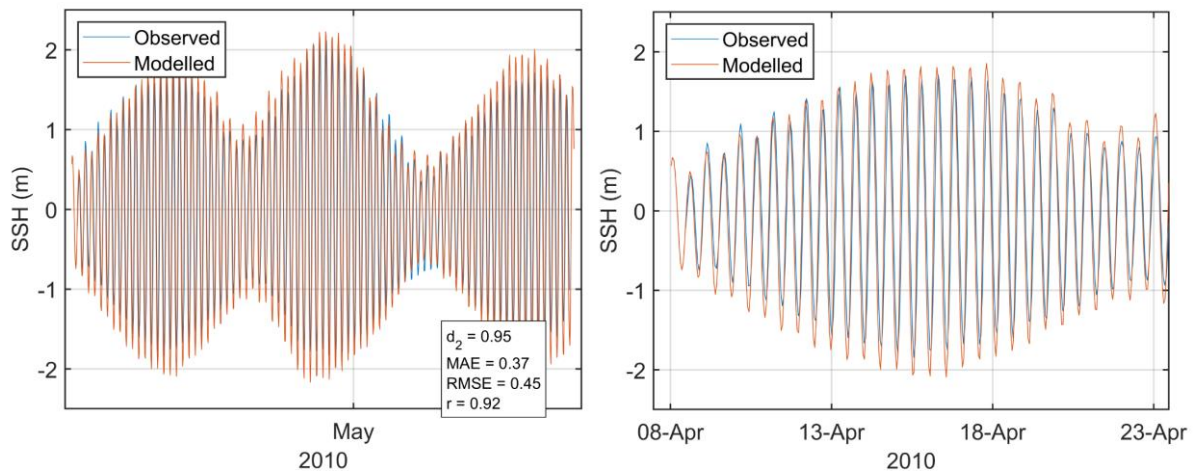 Observed
Modelled
SSH (m)
2
1
0
-1
-2
d2 = 0.95
MAE = 0.37
RMSE = 0.45
r = 0.92
May
2010
Observed
Modelled
SSH (m)
2
1
0
-1
-2
08-Apr 13-Apr 18-Apr 23-Apr
2010